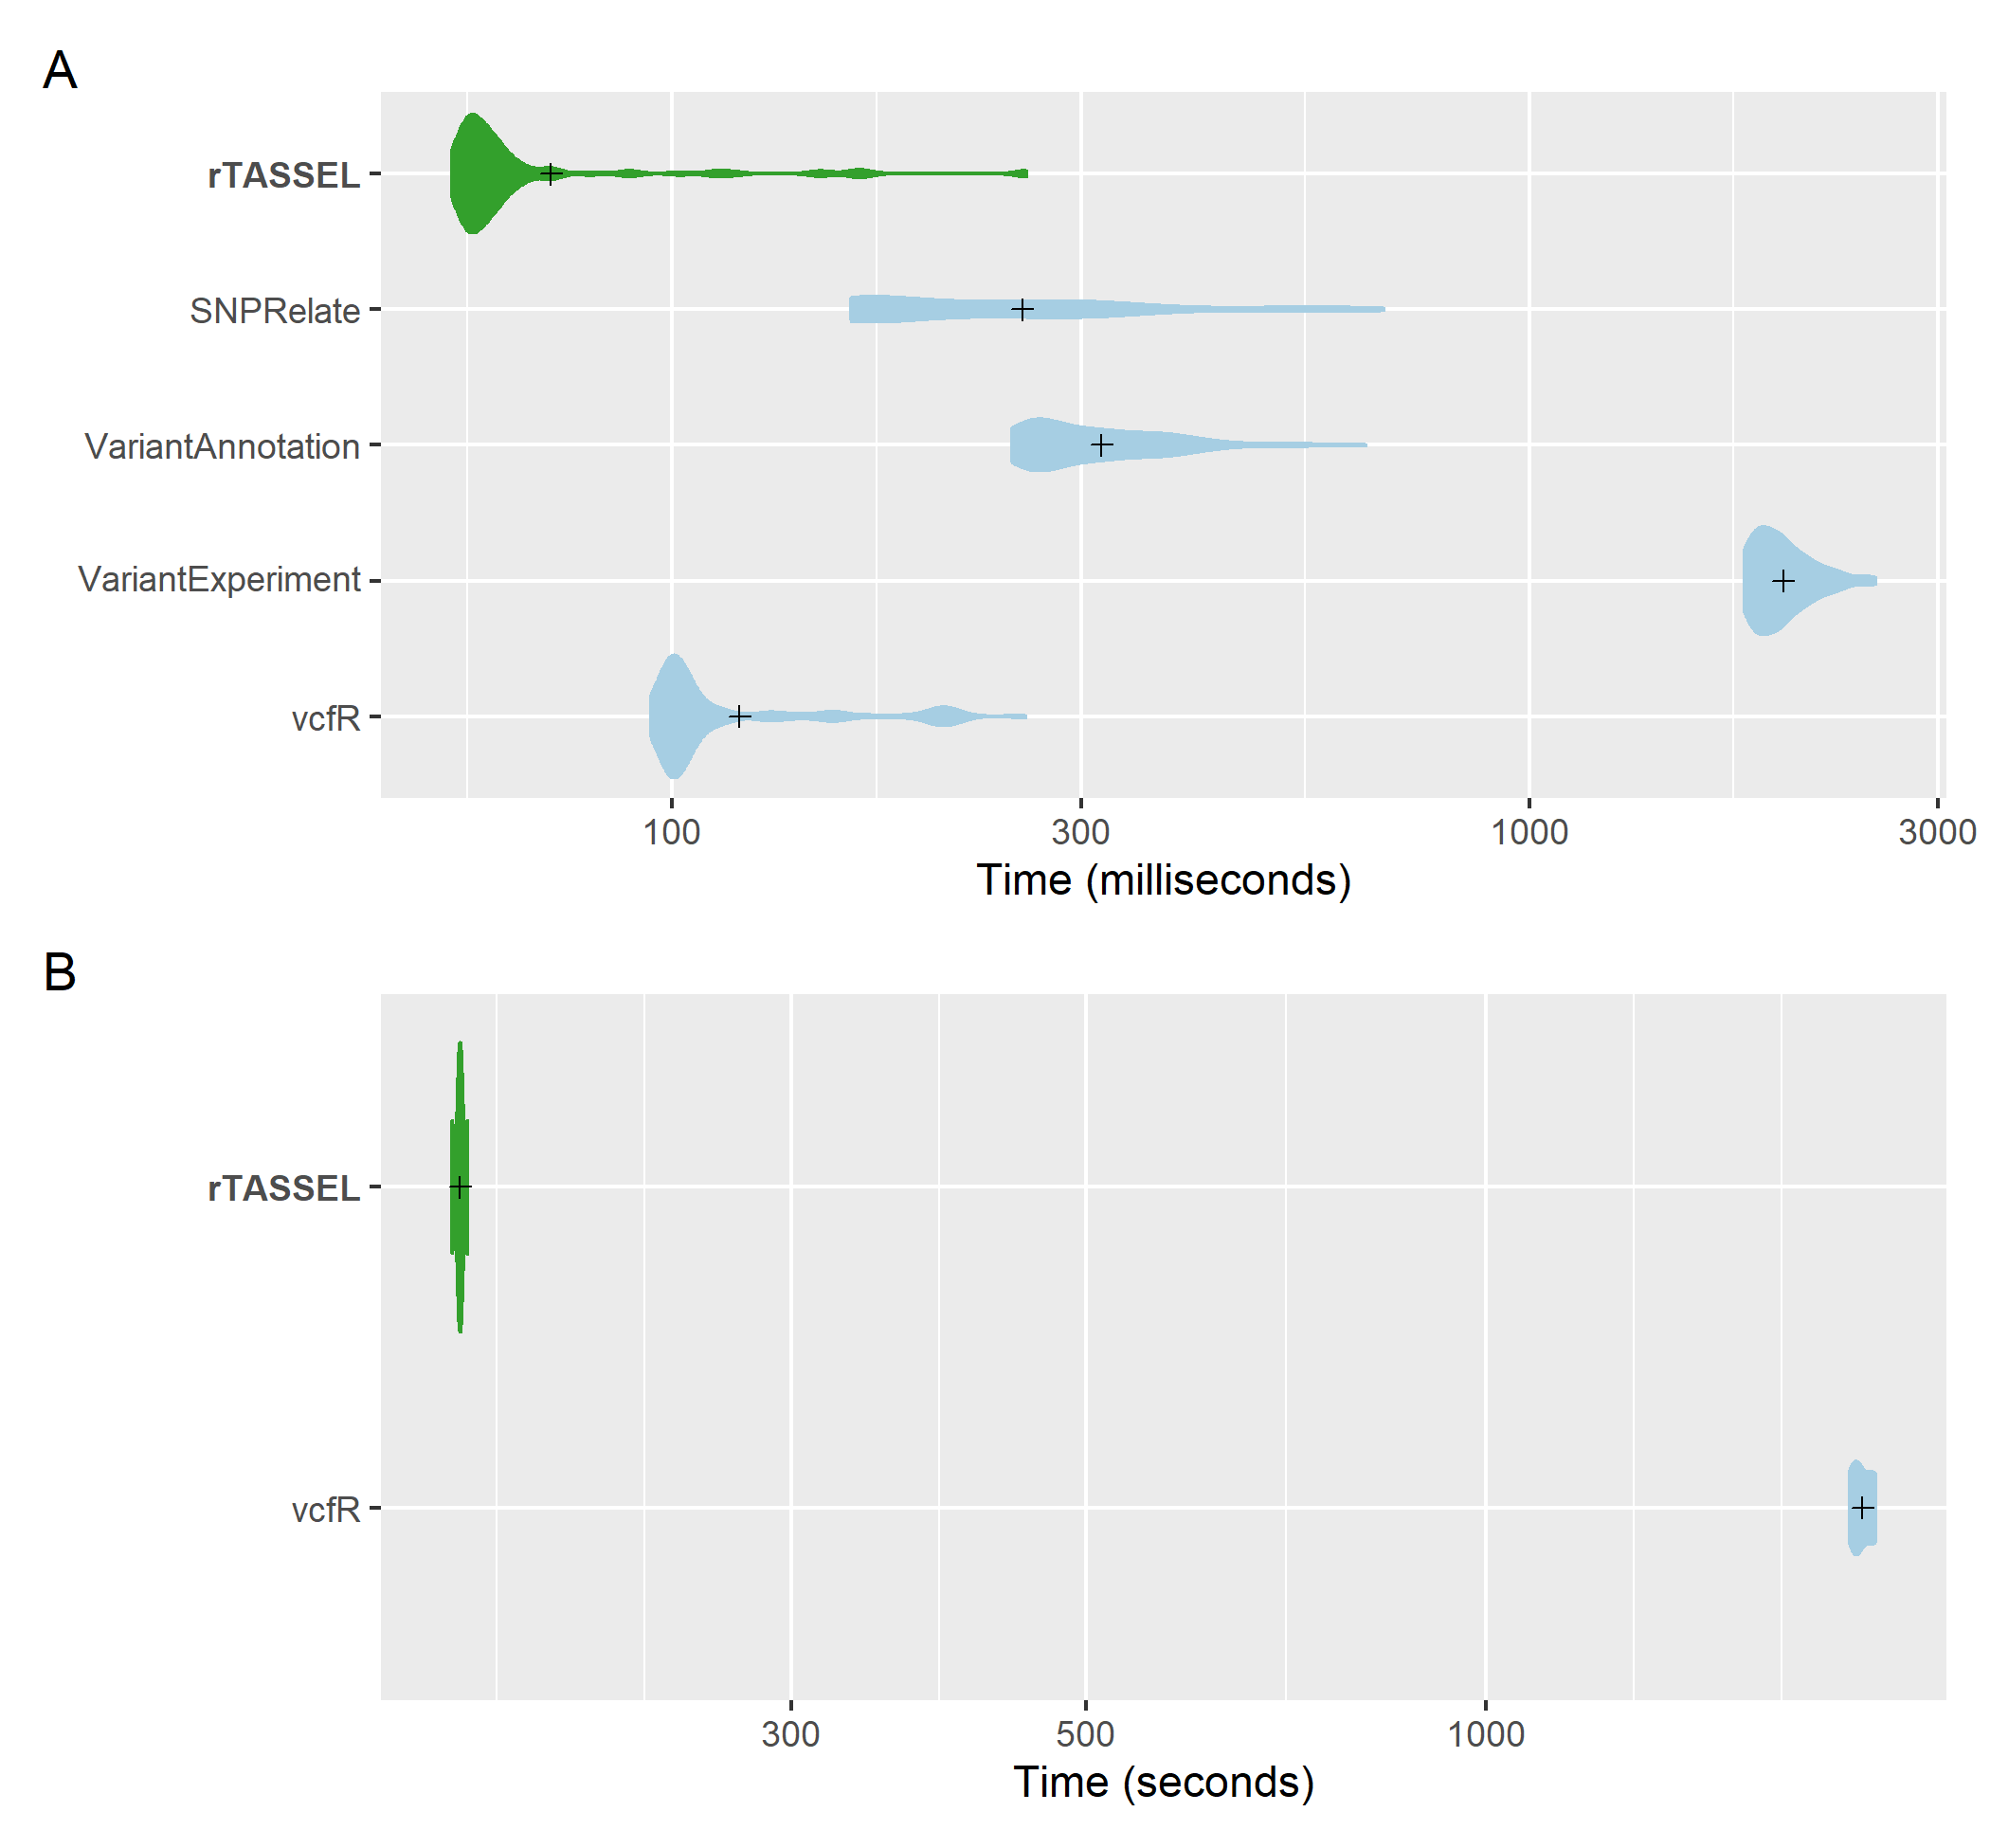 A
rTASSEL
SNPRelate
VariantAnnotation
VariantExperiment
vcfR
100 300 1000 3000
Time (milliseconds)
B
rTASSEL
vcfR
300 500 1000
Time (seconds)